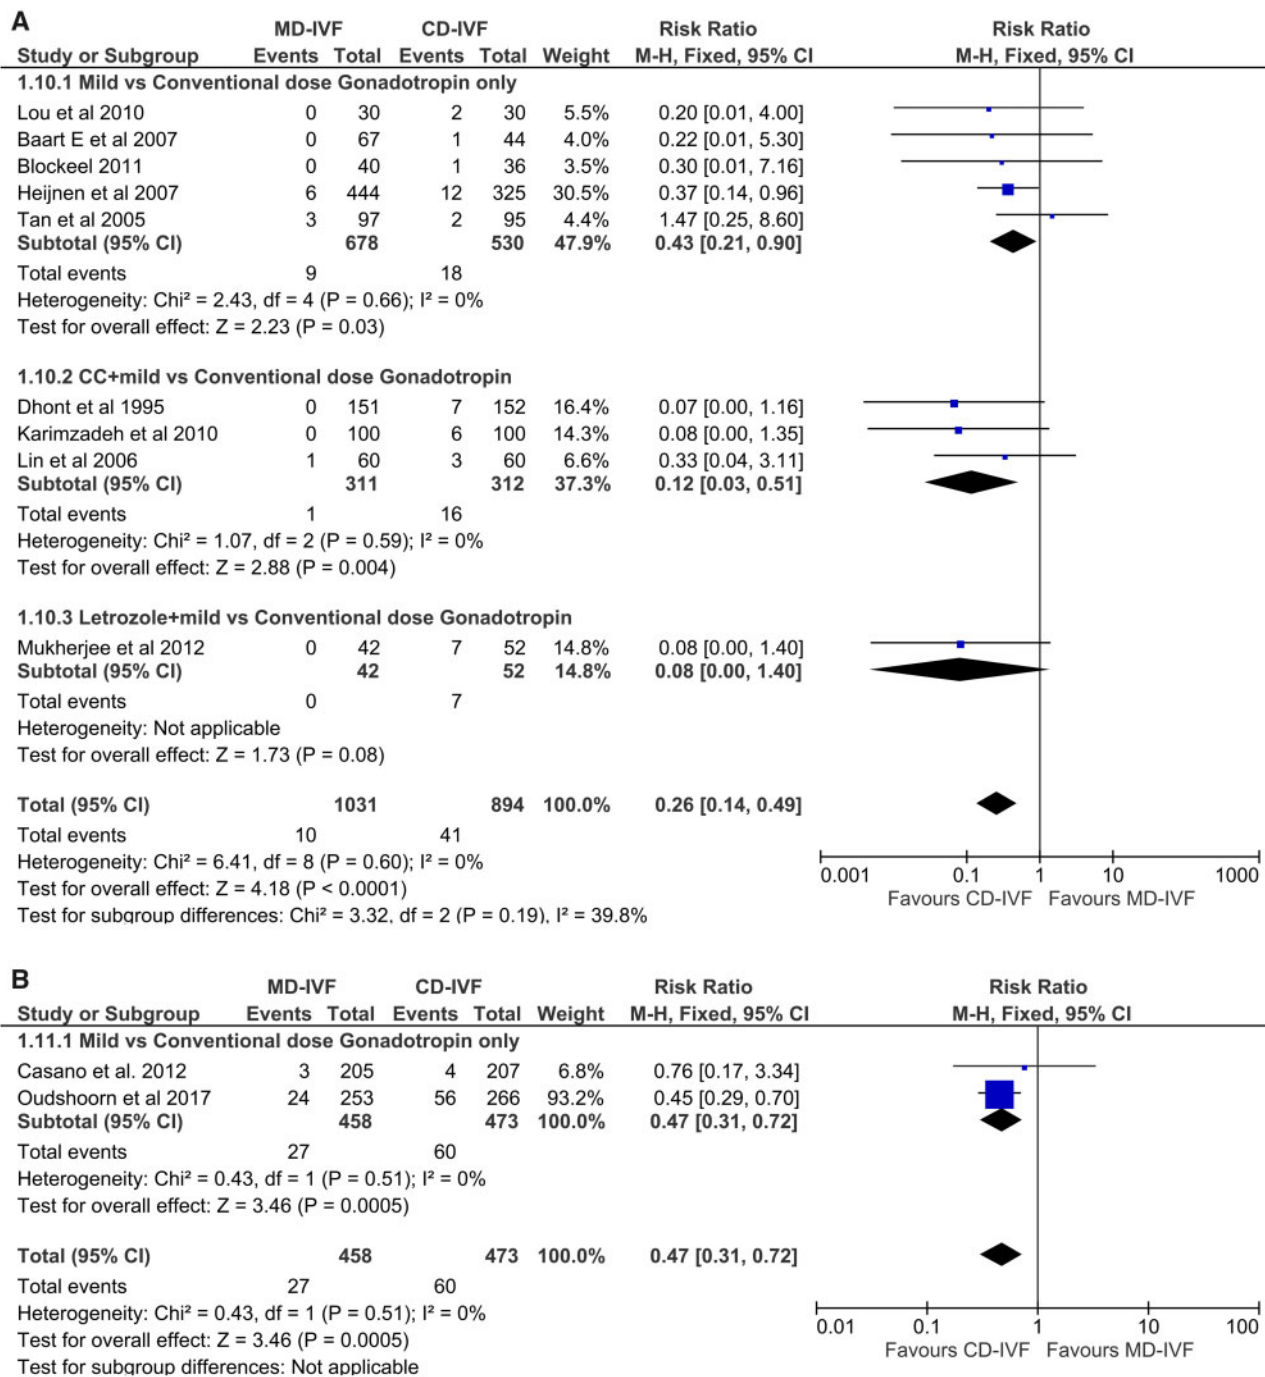 A
MD-IVF CD-IVF Risk Ratio Risk Ratio
Study or Subgroup Events Total Events Total Weight M-H, Fixed, 95% CI M-H, Fixed, 95% CI
1.10.1 Mild vs Conventional dose Gonadotropin only
Lou et al 2010 0 30 2 30 5.5% 0.20 [0.01, 4.00]
Baart E et al 2007 0 67 1 44 4.0% 0.22 [0.01, 5.30]
Blockeel 2011 0 40 1 36 3.5% 0.30 [0.01, 7.16]
Heijnen et al 2007 6 444 12 325 30.5% 0.37 [0.14, 0.96]
Tan et al 2005 3 97 2 95 4.4% 1.47 [0.25, 8.60]
Subtotal (95% CI) 678 530 47.9% 0.43 [0.21, 0.90]
Total events 9 18
Heterogeneity: Chi² = 2.43, df = 4 (P = 0.66); I² = 0%
Test for overall effect: Z = 2.23 (P = 0.03)
1.10.2 CC+mild vs Conventional dose Gonadotropin
Dhont et al 1995 0 151 7 152 16.4% 0.07 [0.00, 1.16]
Karimzadeh et al 2010 0 100 6 100 14.3% 0.08 [0.00, 1.35]
Lin et al 2006 1 60 3 60 6.6% 0.33 [0.04, 3.11]
Subtotal (95% CI) 311 312 37.3% 0.12 [0.03, 0.51]
Total events 1 16
Heterogeneity: Chi² = 1.07, df = 2 (P = 0.59); I² = 0%
Test for overall effect: Z = 2.88 (P = 0.004)
1.10.3 Letrozole+mild vs Conventional dose Gonadotropin
Mukherjee et al 2012 0 42 7 52 14.8% 0.08 [0.00, 1.40]
Subtotal (95% CI) 42 52 14.8% 0.08 [0.00, 1.40]
Total events 0 7
Heterogeneity: Not applicable
Test for overall effect: Z = 1.73 (P = 0.08)
Total (95% CI) 1031 894 100.0% 0.26 [0.14, 0.49]
Total events 10 41
Heterogeneity: Chi² = 6.41, df = 8 (P = 0.60); I² = 0%
Test for overall effect: Z = 4.18 (P < 0.0001)
Test for subgroup differences: Chi² = 3.32, df = 2 (P = 0.19), I² = 39.8%
0.001 0.1 1 10 1000
Favours CD-IVF Favours MD-IVF
B
MD-IVF CD-IVF Risk Ratio Risk Ratio
Study or Subgroup Events Total Events Total Weight M-H, Fixed, 95% CI M-H, Fixed, 95% CI
1.11.1 Mild vs Conventional dose Gonadotropin only
Casano et al. 2012 3 205 4 207 6.8% 0.76 [0.17, 3.34]
Oudshoorn et al 2017 24 253 56 266 93.2% 0.45 [0.29, 0.70]
Subtotal (95% CI) 458 473 100.0% 0.47 [0.31, 0.72]
Total events 27 60
Heterogeneity: Chi² = 0.43, df = 1 (P = 0.51); I² = 0%
Test for overall effect: Z = 3.46 (P = 0.0005)
Total (95% CI) 458 473 100.0% 0.47 [0.31, 0.72]
Total events 27 60
Heterogeneity: Chi² = 0.43, df = 1 (P = 0.51); I² = 0%
Test for overall effect: Z = 3.46 (P = 0.0005)
Test for subgroup differences: Not applicable
0.01 0.1 1 10 100
Favours CD-IVF Favours MD-IVF